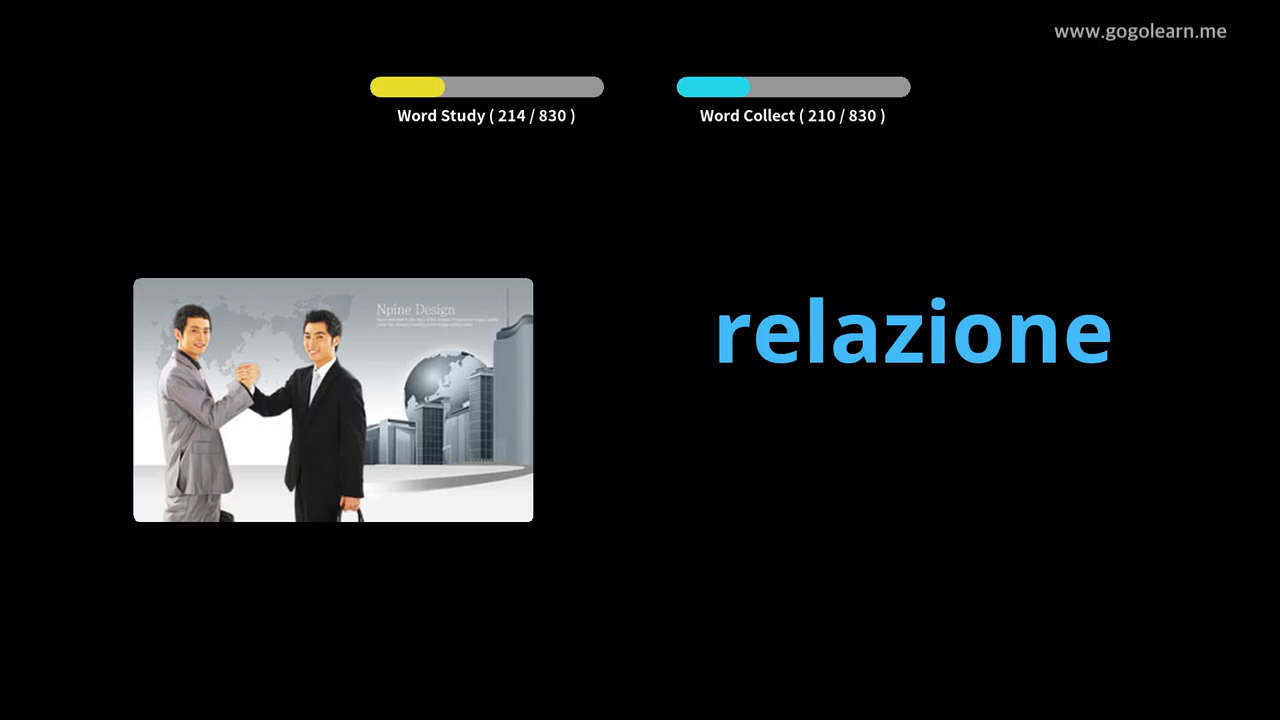 www.gogolearn.me
Word Study ( 214 / 830 )
Word Collect ( 210 / 830 )
Npine Design
relazione